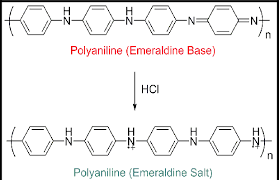 H H
N N N N n
Polyaniline (Emeraldine Base)
HCl
H H H H
N N N N n
Polyaniline (Emeraldine Salt)